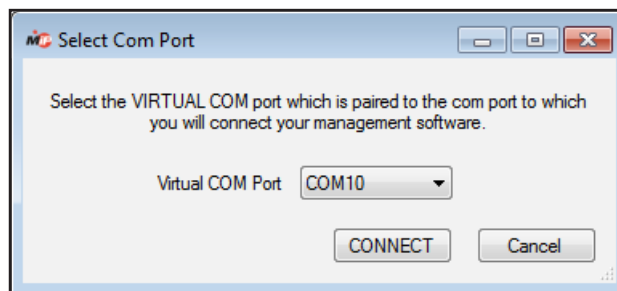 Select Com Port
Select the VIRTUAL COM port which is paired to the com port to which
you will connect your management software.
Virtual COM Port COM10
CONNECT Cancel